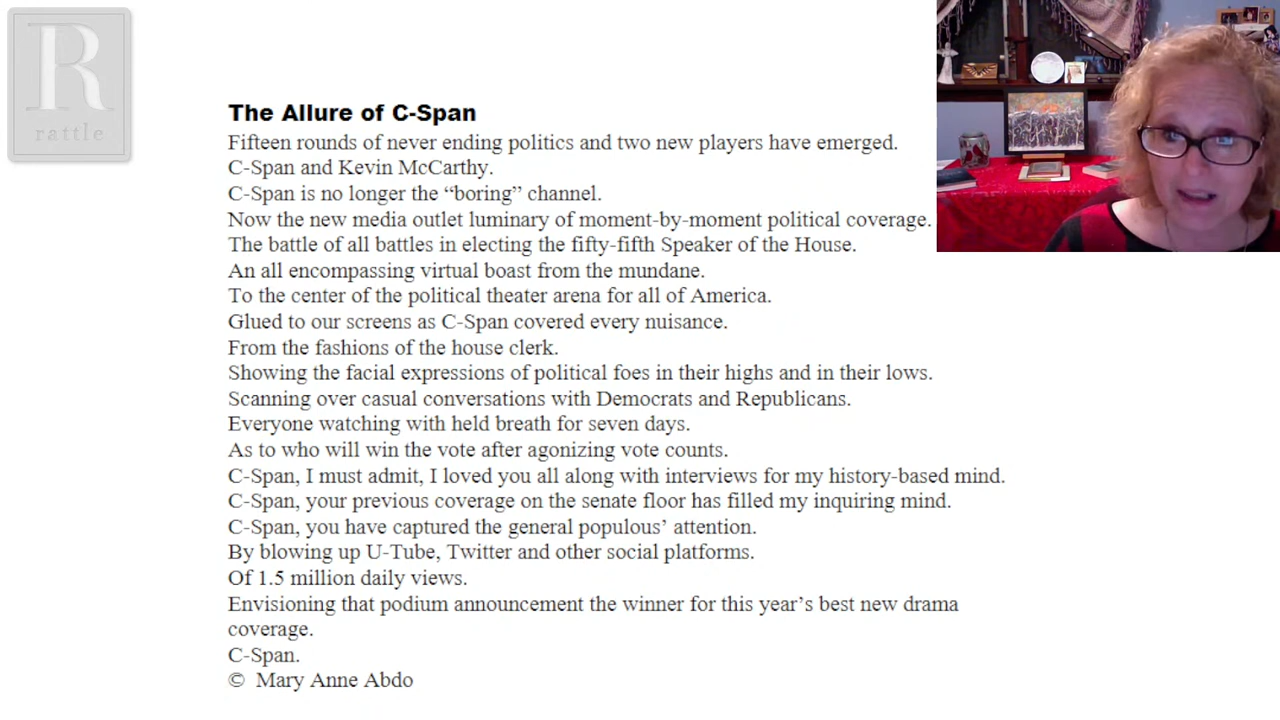 R
rattle
The Allure of C-Span
Fifteen rounds of never ending politics and two new players have emerged.
C-Span and Kevin McCarthy.
C-Span is no longer the “boring” channel.
Now the new media outlet luminary of moment-by-moment political coverage.
The battle of all battles in electing the fifty-fifth Speaker of the House.
An all encompassing virtual boast from the mundane.
To the center of the political theater arena for all of America.
Glued to our screens as C-Span covered every nuisance.
From the fashions of the house clerk.
Showing the facial expressions of political foes in their highs and in their lows.
Scanning over casual conversations with Democrats and Republicans.
Everyone watching with held breath for seven days.
As to who will win the vote after agonizing vote counts.
C-Span, I must admit, I loved you all along with interviews for my history-based mind.
C-Span, your previous coverage on the senate floor has filled my inquiring mind.
C-Span, you have captured the general populous’ attention.
By blowing up U-Tube, Twitter and other social platforms.
Of 1.5 million daily views.
Envisioning that podium announcement the winner for this year’s best new drama
coverage.
C-Span.
© Mary Anne Abdo